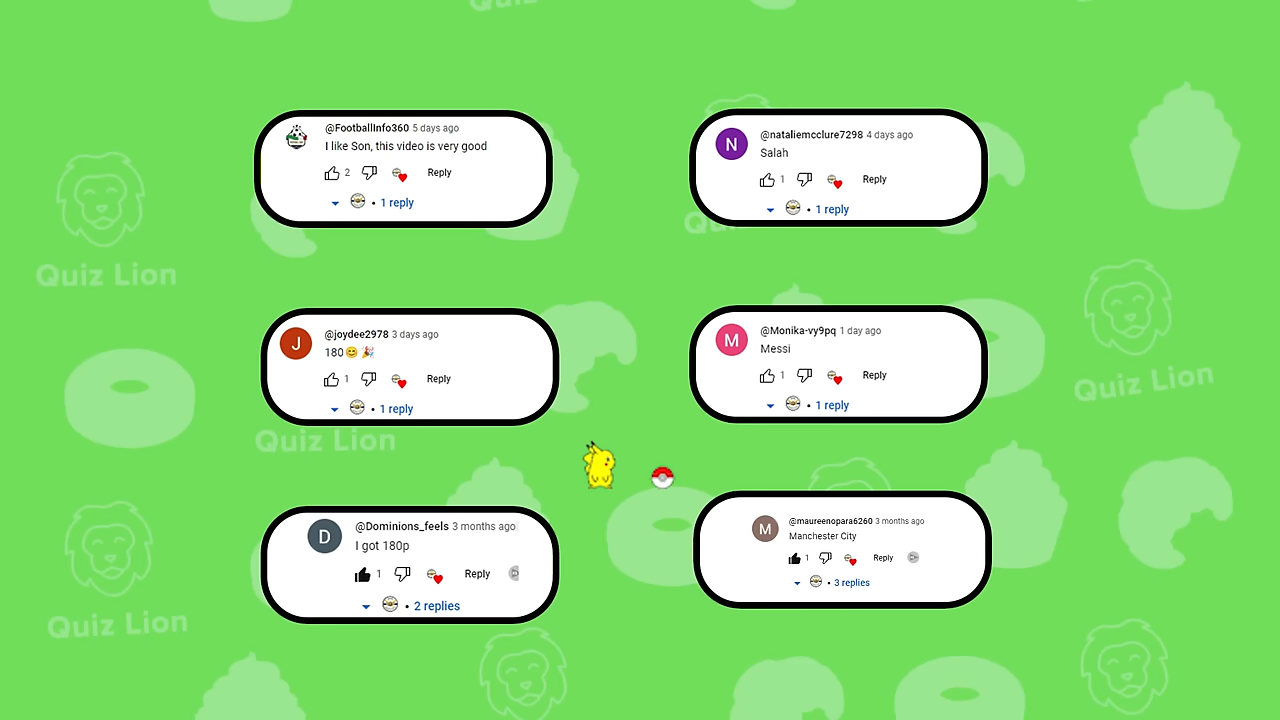 Quiz Lion
@FootballInfo360 5 days ago
I like Son, this video is very good
2 Reply
• 1 reply
@nataliemcclure7298 4 days ago
N
Salah
1 Reply
• 1 reply
Quiz Lion
@joydee2978 3 days ago
J
180😊 🎉
1 Reply
• 1 reply
@Monika-vy9pq 1 day ago
M
Messi
1 Reply
• 1 reply
Quiz Lion
Quiz Lion
@Dominions_feels 3 months ago
D
I got 180p
1 Reply
• 2 replies
@maureenopara6260 3 months ago
M
Manchester City
1 Reply
• 3 replies
Quiz Lion